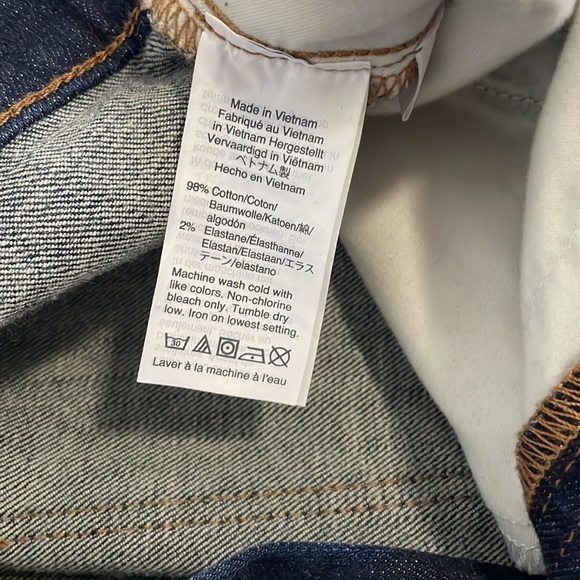 Made in Vietnam
Fabriqué au Vietnam
in Vietnam Hergestellt
Vervaardigd in Viëtnam
ベトナム製
Hecho en Vietnam
98% Cotton/Coton/
Baumwolle/Katoen/綿/
algodón
2% Elastane/Élasthanne/
Elastan/Elastaan/エラス
テーン/elastano
Machine wash cold with
like colors. Non-chlorine
bleach only. Tumble dry
low. Iron on lowest setting.
30
Laver à la machine à l'eau